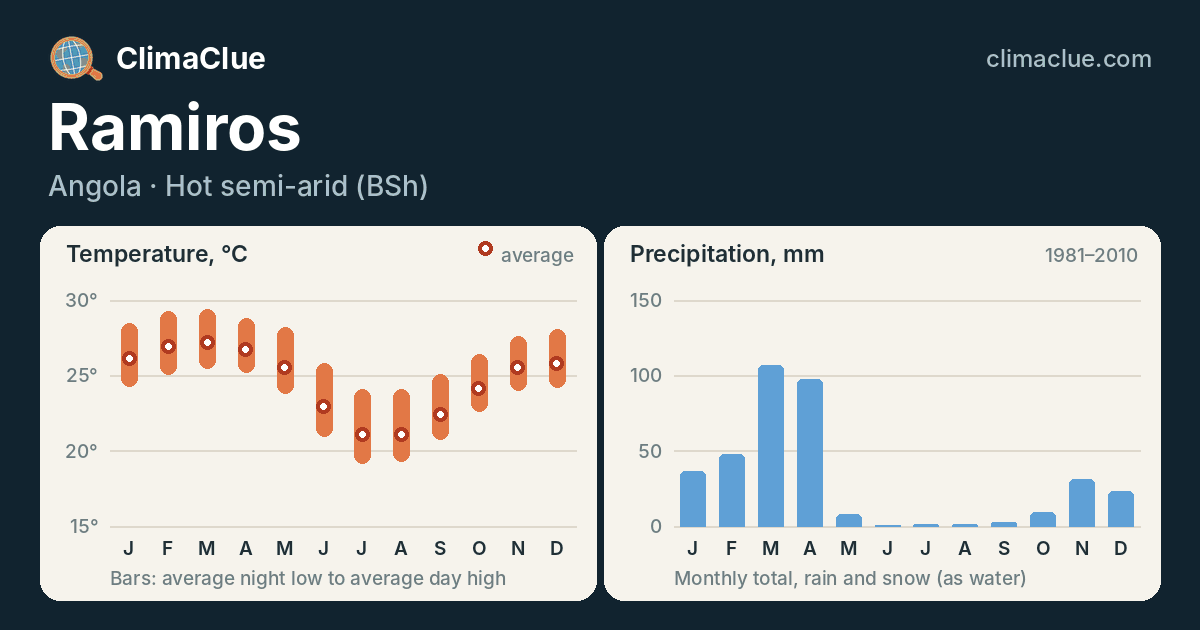 ClimaClue
climaclue.com
Ramiros
Angola · Hot semi-arid (BSh)
Temperature, °C
average
30°
25°
20°
15°
J F M A M J J A S O N D
Bars: average night low to average day high
Precipitation, mm
1981–2010
150
100
50
0
J F M A M J J A S O N D
Monthly total, rain and snow (as water)